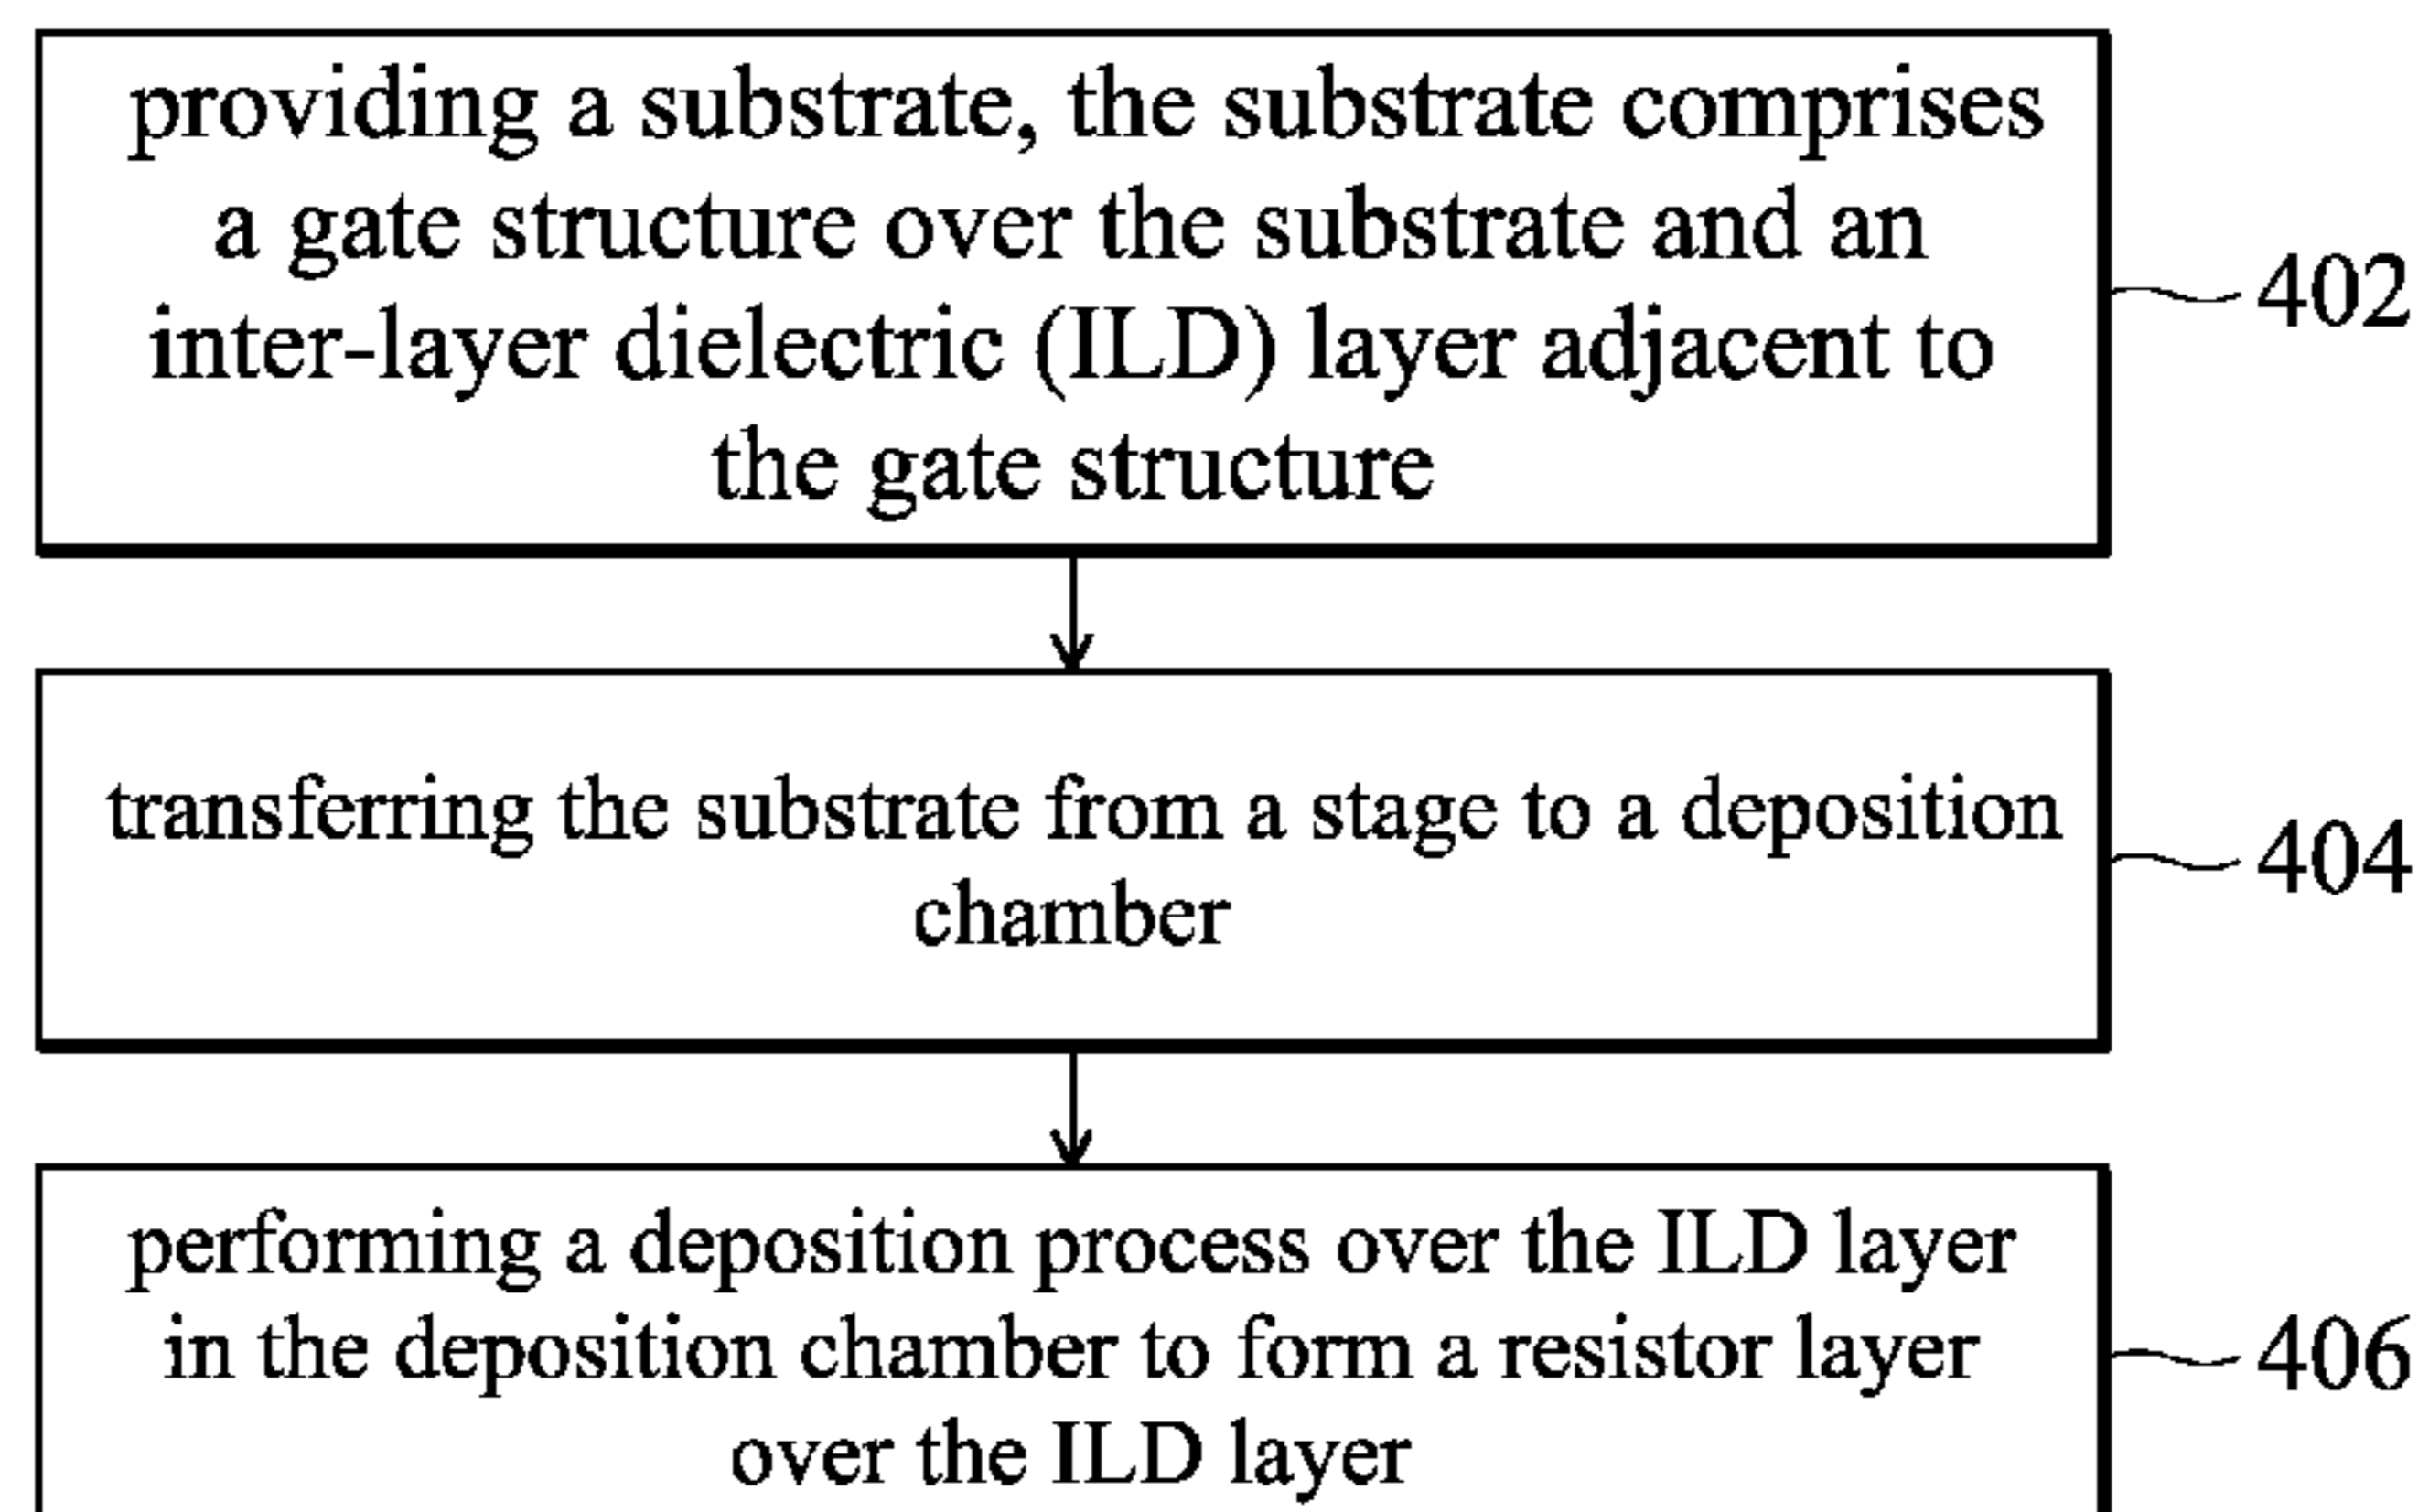 providing a substrate, the substrate comprises
a gate structure over the substrate and an
inter-layer dielectric (ILD) layer adjacent to
the gate structure
402
transferring the substrate from a stage to a deposition
chamber
404
performing a deposition process over the ILD layer
in the deposition chamber to form a resistor layer
over the ILD layer
406